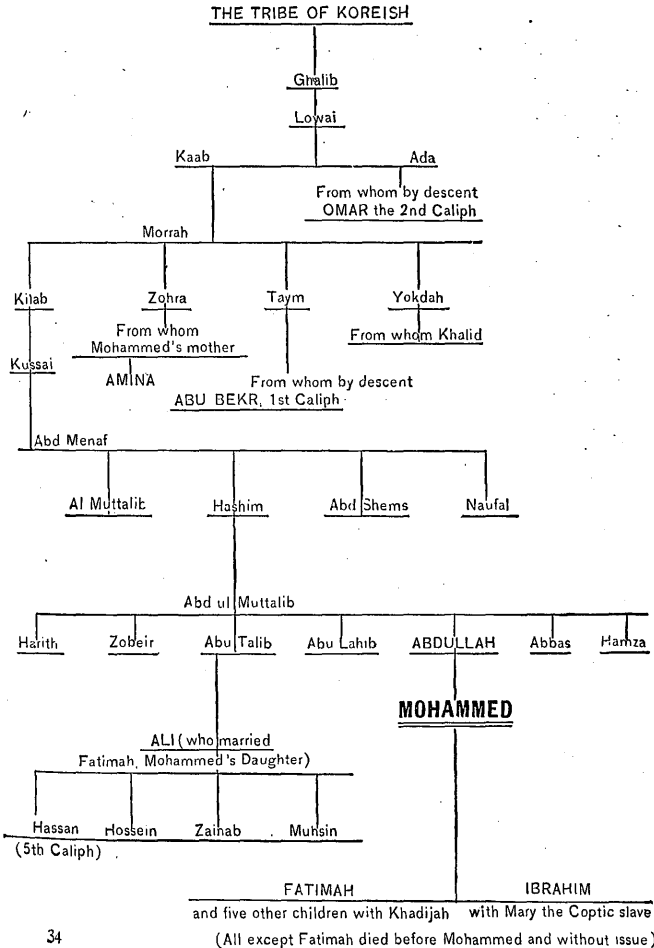 THE TRIBE OF KOREISH
Ghalib
Lowai
Kaab Ada
From whom by descent
OMAR the 2nd Caliph
Morrah
Kilab Zohra Taym Yokdah
From whom From whom Khalid
Mohammed's mother
Kussai
AMINA From whom by descent
ABU BEKR, 1st Caliph
Abd Menaf
Al Muttalib Hashim Abd Shems Naufal
Abd ul Muttalib
Harith Zobeir Abu Talib Abu Lahib ABDULLAH Abbas Hamza
MOHAMMED
ALI (who married
Fatimah, Mohammed's Daughter)
Hassan Hossein Zainab Muhsin
(5th Caliph)
FATIMAH IBRAHIM
and five other children with Khadijah with Mary the Coptic slave
34 (All except Fatimah died before Mohammed and without issue)